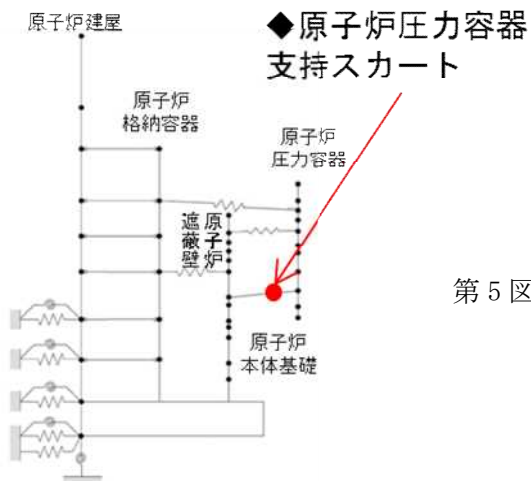 原子炉建屋
◆原子炉圧力容器
支持スカート
原子炉
格納容器
原子炉
圧力容器
原子炉
遮蔽壁
第5図
原子炉
本体基礎